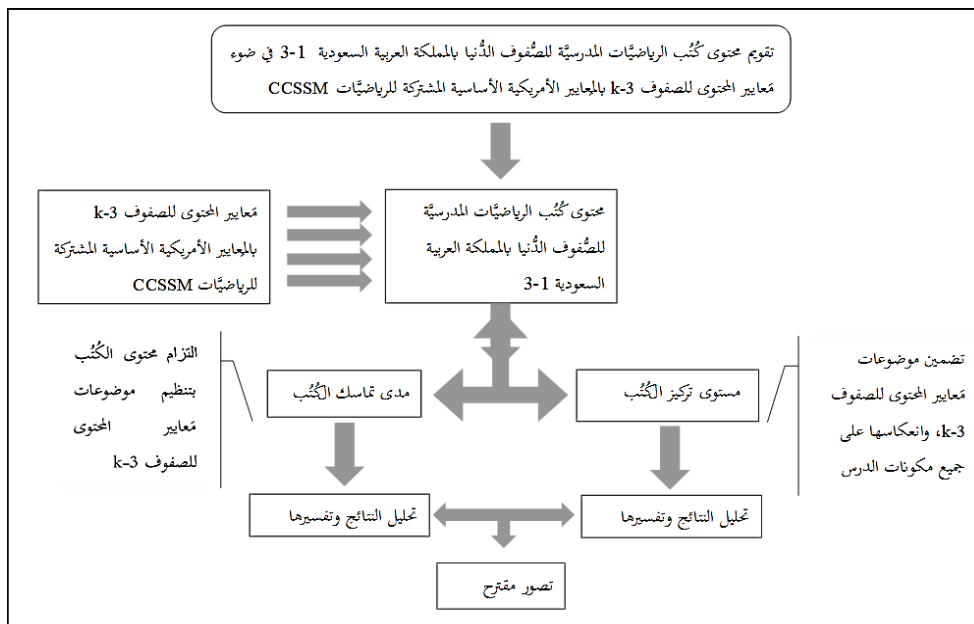 تقويم محتوى كُتُب الرياضيَّات المدرسيَّة للصُّفوف الدُّنيا بالمملكة العربية السعودية 1-3 في ضوء
مَعايير المحتوى للصفوف k-3 بالمِعايير الأمريكية الأساسية المشتركة للرياضيَّات CCSSM
محتوى كُتُب الرياضيَّات المدرسيَّة
للصُّفوف الدُّنيا بالمملكة العربية
السعودية 1-3
مَعايير المحتوى للصفوف k-3
بالمِعايير الأمريكية الأساسية المشتركة
للرياضيَّات CCSSM
تضمين موضوعات
مَعايير المحتوى للصفوف
k-3، وانعكاسها على
جميع مكونات الدرس
مستوى تركيز الكُتُب
مدى تماسك الكُتُب
التزام محتوى الكُتُب
بتنظيم موضوعات
مَعايير المحتوى
للصفوف k-3
تحليل النتائج وتفسيرها
تحليل النتائج وتفسيرها
تصور مقترح